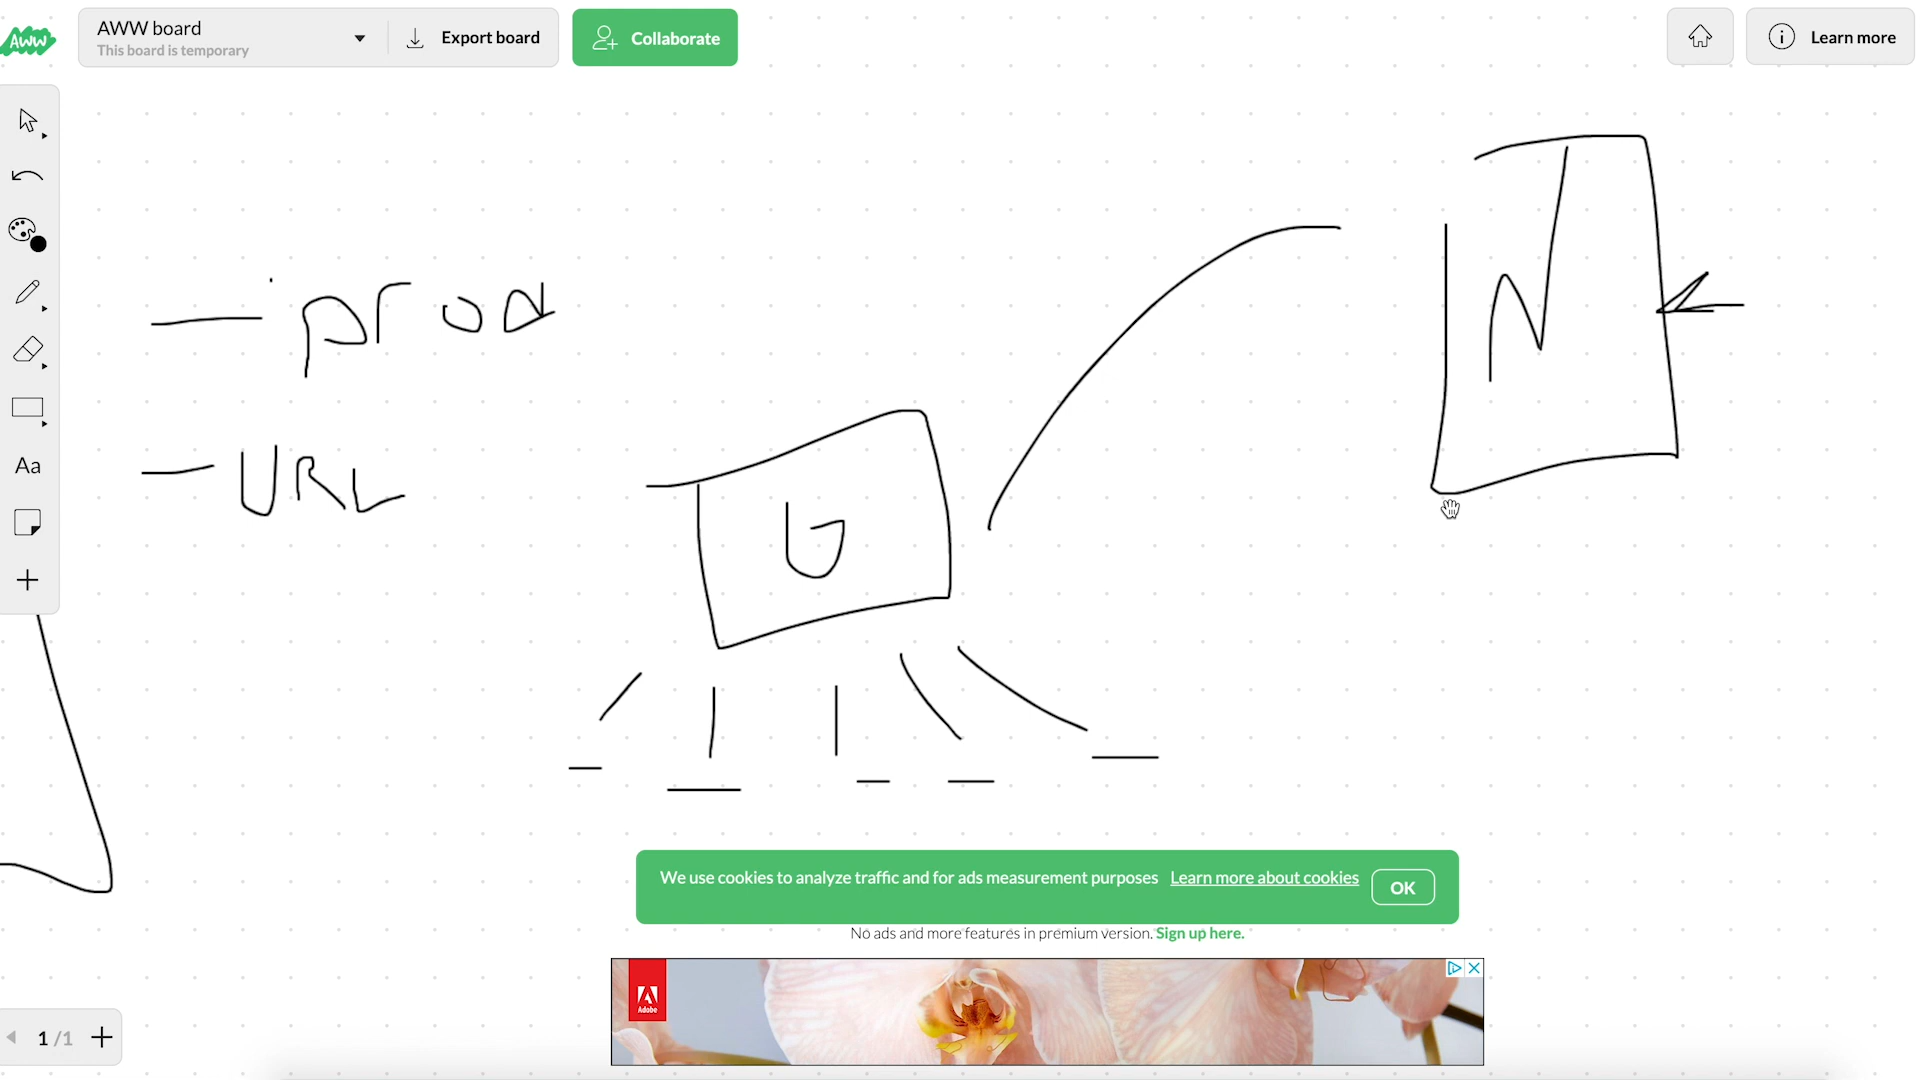 AWW
AWW board
This board is temporary
Export board
Collaborate
Learn more
Aa
prod
URL
G
N
We use cookies to analyze traffic and for ads measurement purposes Learn more about cookies
OK
No ads and more features in premium version. Sign up here.
Adobe
1 /1